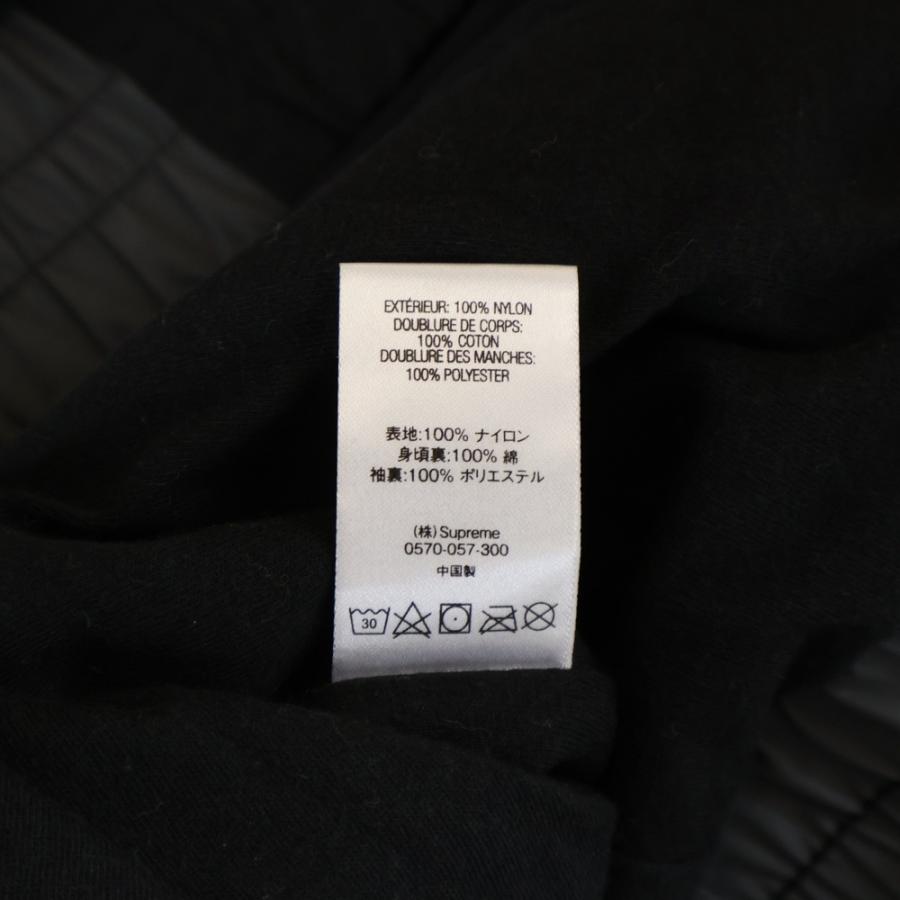 EXTÉRIEUR: 100% NYLON
DOUBLURE DE CORPS:
100% COTON
DOUBLURE DES MANCHES:
100% POLYESTER
表地:100% ナイロン
身頃裏:100% 綿
袖裏:100% ポリエステル
(株)Supreme
0570-057-300
中国製
30